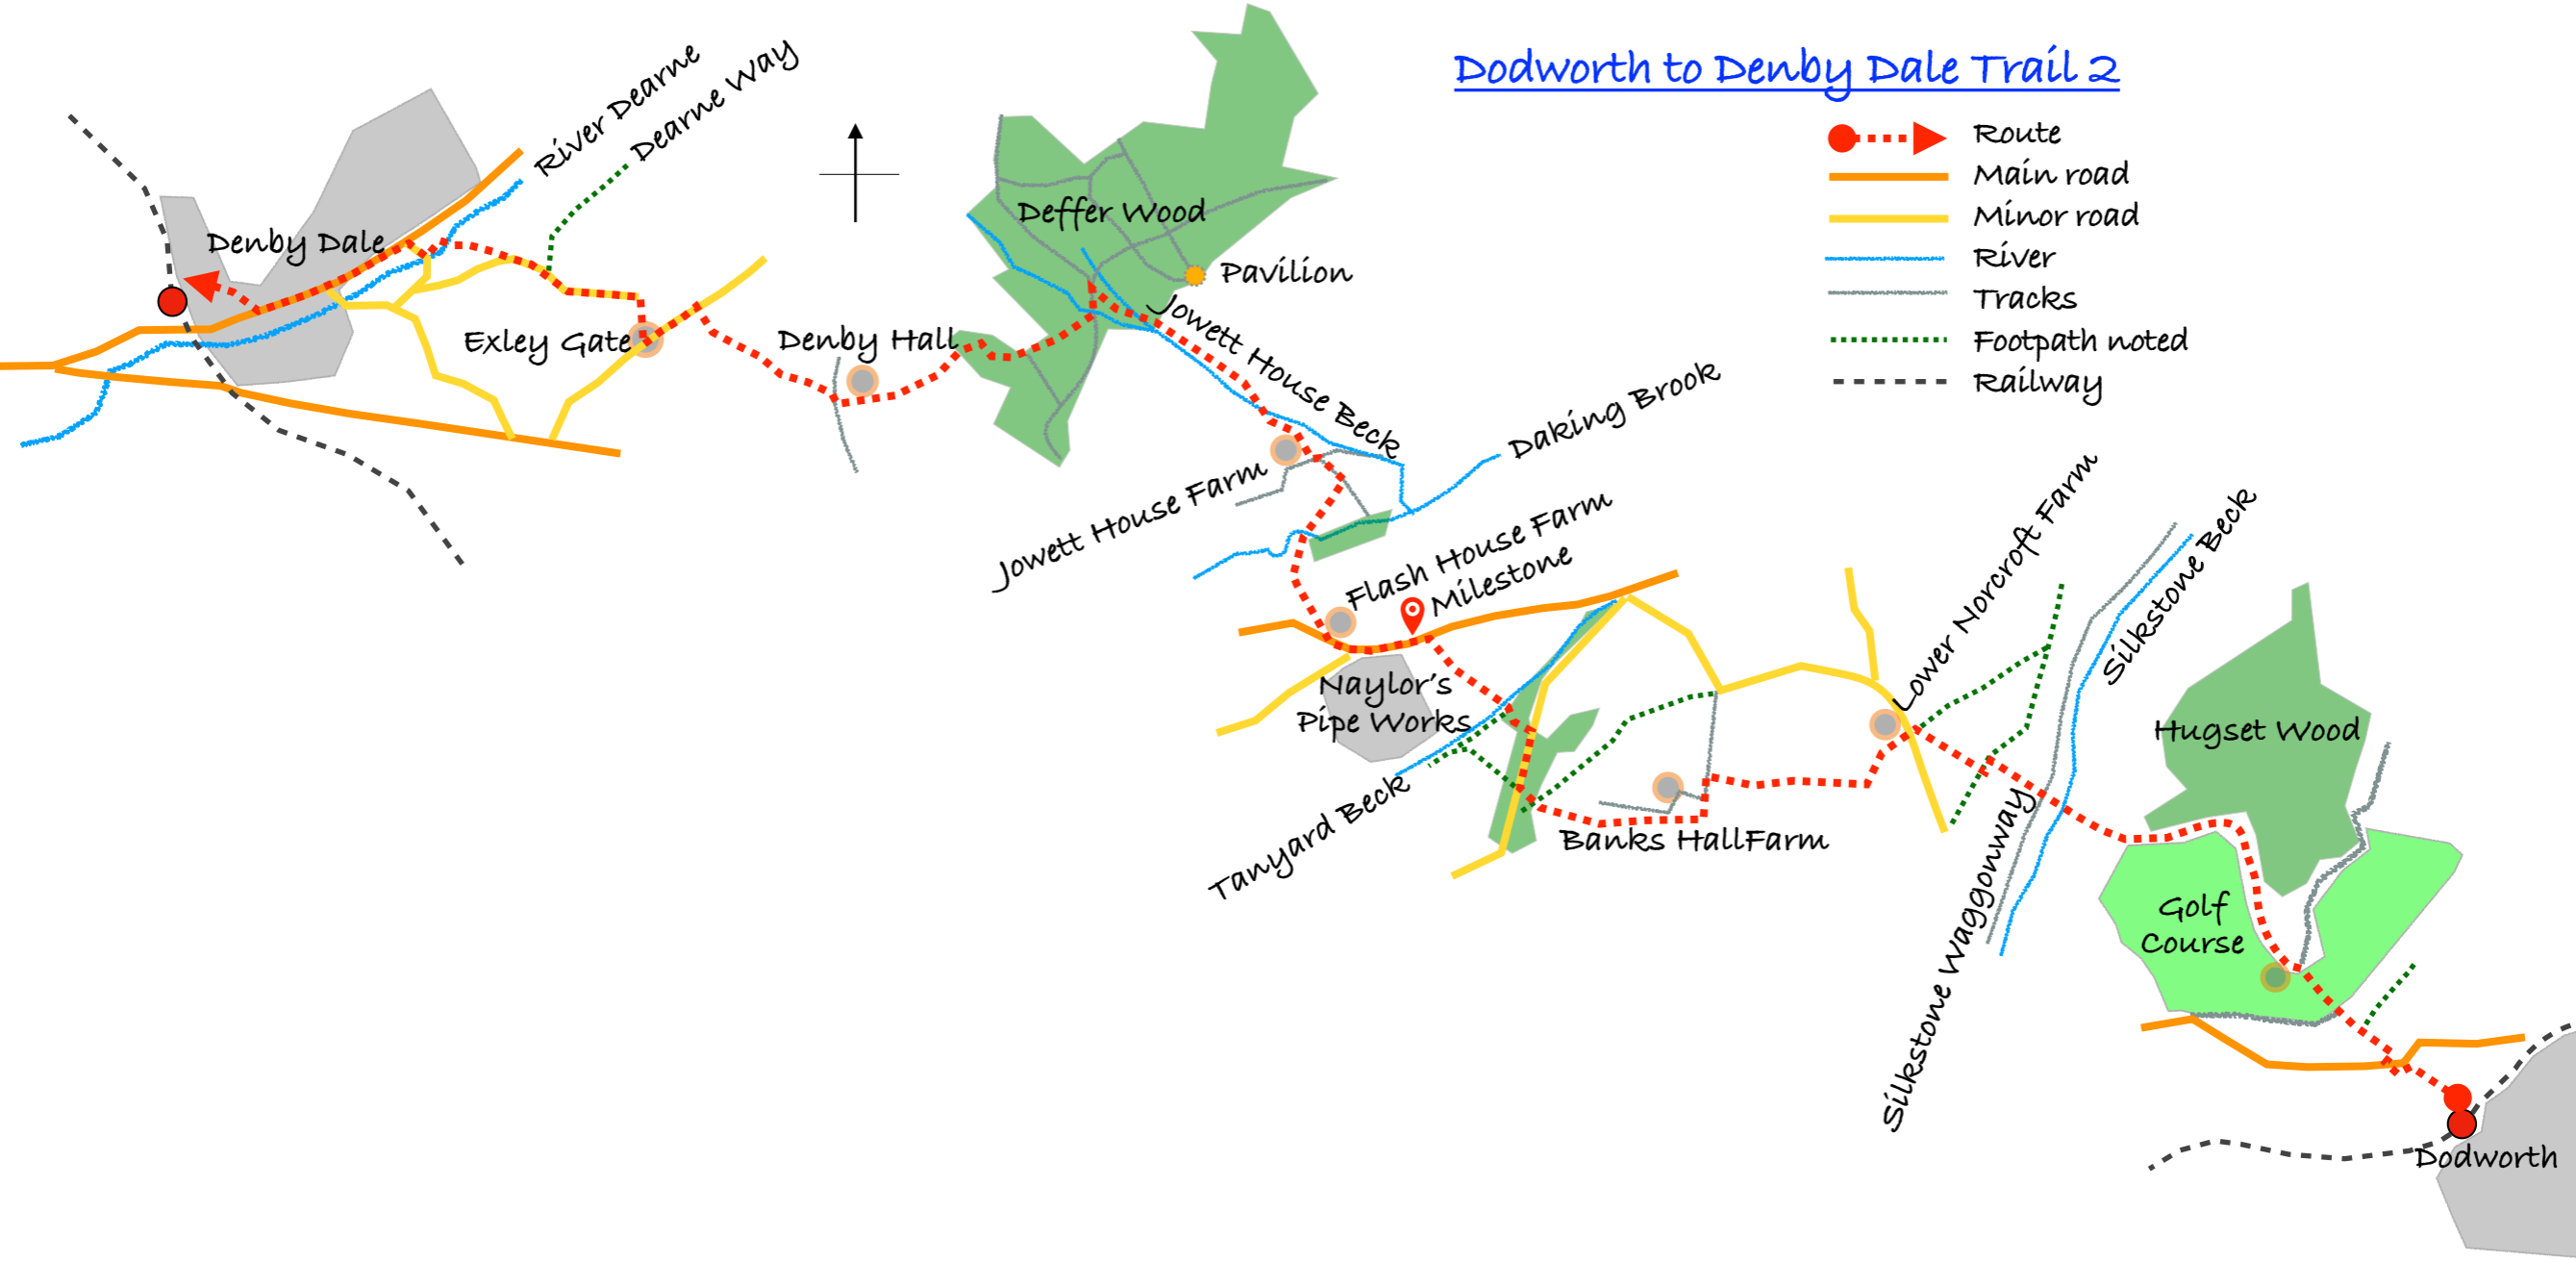 Dodworth to Denby Dale Trail 2
Route
Main road
Minor road
River
Tracks
Footpath noted
Railway
River Dearne
Dearne Way
Denby Dale
Exley Gate
Denby Hall
Deffer Wood
Pavilion
Jowett House Beck
Daking Brook
Jowett House Farm
Flash House Farm
Milestone
Naylor's
Pipe Works
Tanyard Beck
Banks HallFarm
Lower Norcroft Farm
Silkstone Beck
Silkstone Waggonway
Hugset Wood
Golf
Course
Dodworth